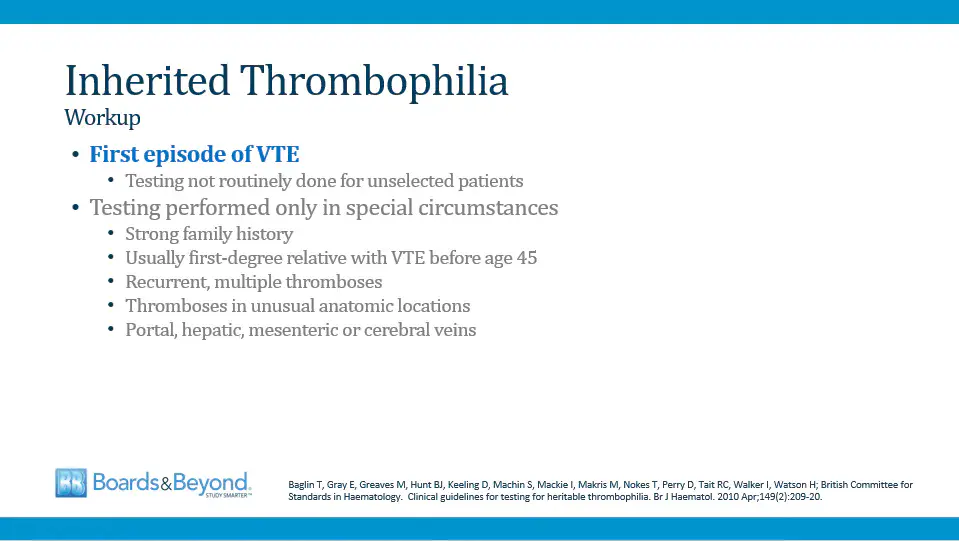 Inherited Thrombophilia
Workup
• First episode of VTE
• Testing not routinely done for unselected patients
• Testing performed only in special circumstances
• Strong family history
• Usually first-degree relative with VTE before age 45
• Recurrent, multiple thromboses
• Thromboses in unusual anatomic locations
• Portal, hepatic, mesenteric or cerebral veins
BB Boards&Beyond.
STUDY SMARTER™
Baglin T, Gray E, Greaves M, Hunt BJ, Keeling D, Machin S, Mackie I, Makris M, Nokes T, Perry D, Tait RC, Walker I, Watson H; British Committee for
Standards in Haematology. Clinical guidelines for testing for heritable thrombophilia. Br J Haematol. 2010 Apr;149(2):209-20.